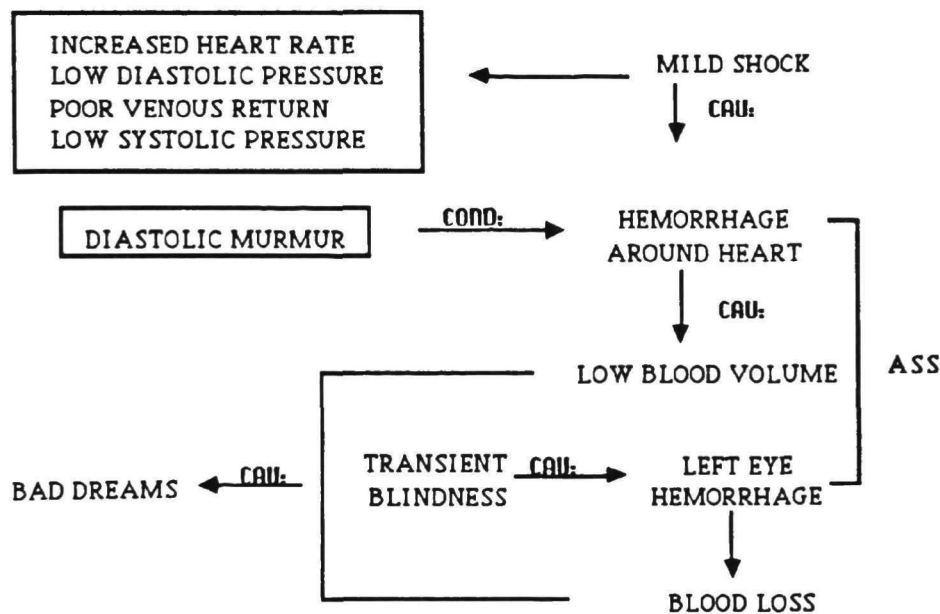 INCREASED HEART RATE
LOW DIASTOLIC PRESSURE
POOR VENOUS RETURN
LOW SYSTOLIC PRESSURE
MILD SHOCK
CAU:
DIASTOLIC MURMUR
COND:
HEMORRHAGE
AROUND HEART
CAU:
LOW BLOOD VOLUME
ASS
BAD DREAMS
CAU:
TRANSIENT
BLINDNESS
CAU:
LEFT EYE
HEMORRHAGE
BLOOD LOSS